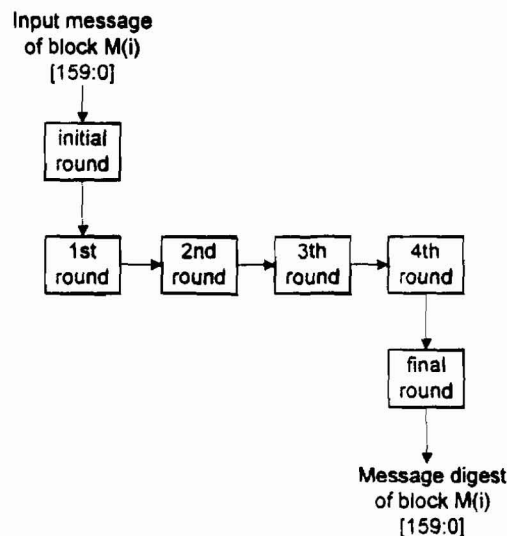 Input message
of block M(i)
[159:0]
initial
round
1st
round
2nd
round
3th
round
4th
round
final
round
Message digest
of block M(i)
[159:0]